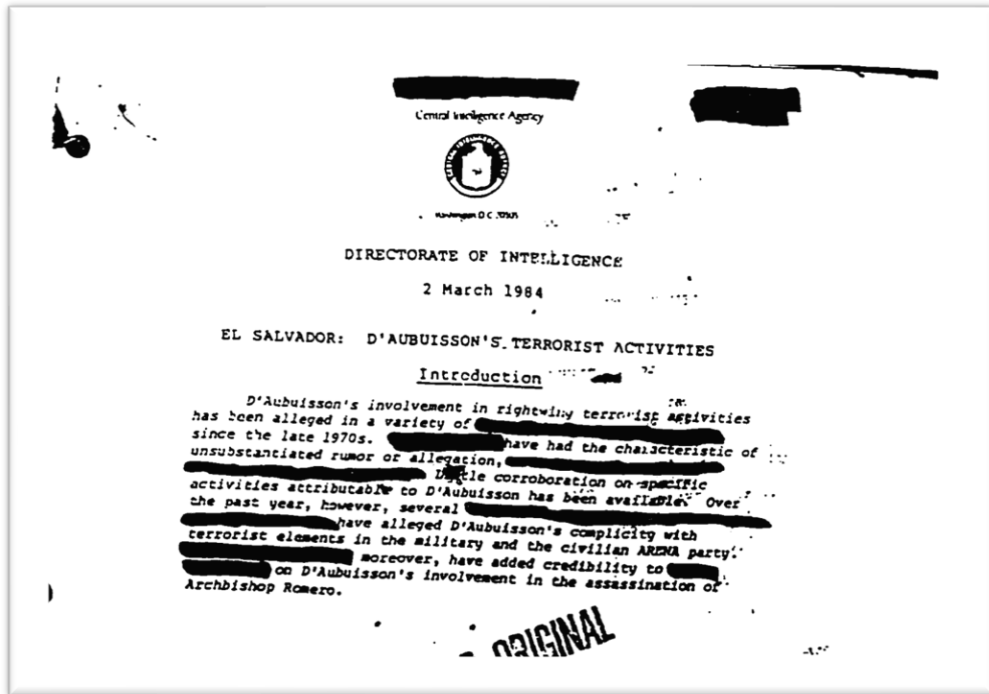 Central Intelligence Agency
Washington D.C. 20505
DIRECTORATE OF INTELLIGENCE
2 March 1984
EL SALVADOR: D'AUBUISSON'S TERRORIST ACTIVITIES
Introduction
D'Aubuisson's involvement in rightwing terrorist activities
has been alleged in a variety of
since the late 1970s. have had the characteristic of
unsubstantiated rumor or allegation,
Little corroboration on specific
activities attributable to D'Aubuisson has been available. Over
the past year, however, several
have alleged D'Aubuisson's complicity with
terrorist elements in the military and the civilian ARENA party.
moreover, have added credibility to
on D'Aubuisson's involvement in the assassination of
Archbishop Romero.
ORIGINAL